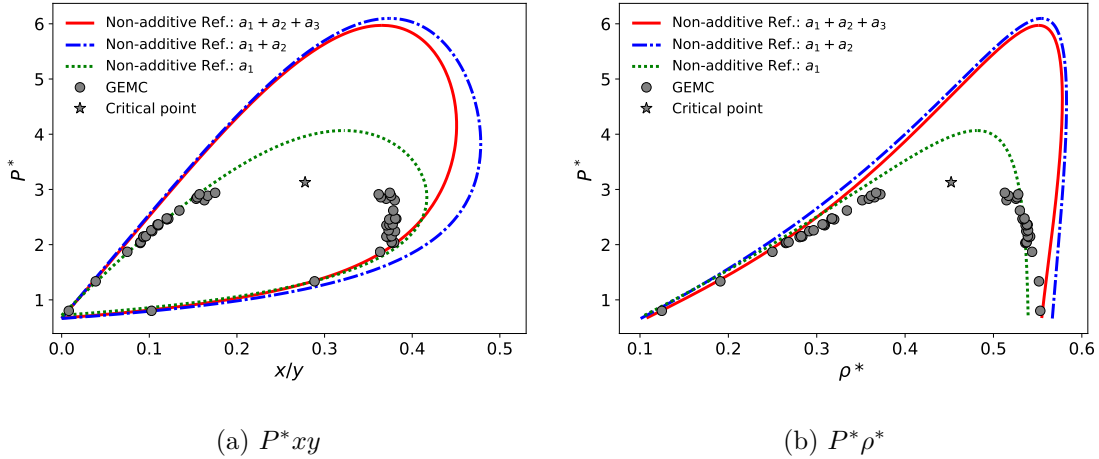 Non-additive Ref.: a₁ + a₂ + a₃
Non-additive Ref.: a₁ + a₂
Non-additive Ref.: a₁
GEMC
Critical point
P*
6
5
4
3
2
1
0.0 0.1 0.2 0.3 0.4 0.5
x/y
(a) P*xy
Non-additive Ref.: a₁ + a₂ + a₃
Non-additive Ref.: a₁ + a₂
Non-additive Ref.: a₁
GEMC
Critical point
P*
6
5
4
3
2
1
0.1 0.2 0.3 0.4 0.5 0.6
ρ*
(b) P*ρ*